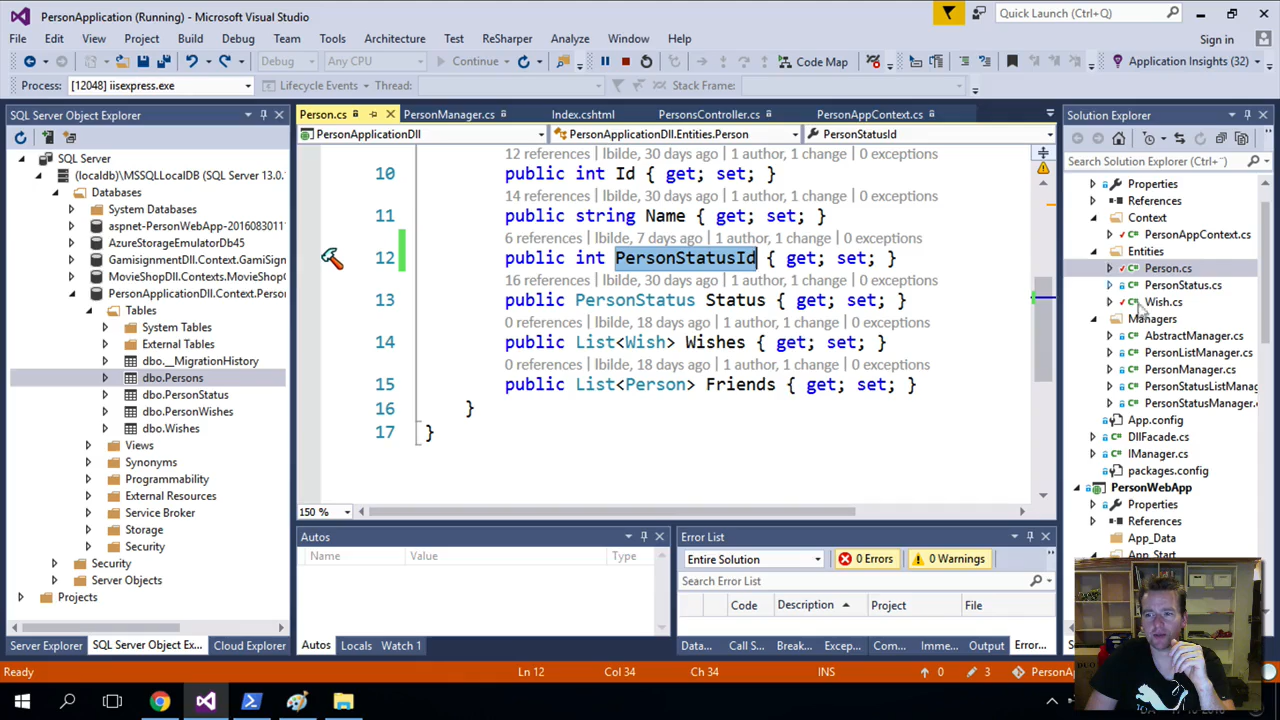 PersonApplication (Running) - Microsoft Visual Studio
Quick Launch (Ctrl+Q)
File Edit View Project Build Debug Team Tools Architecture Test ReSharper Analyze Window Help Sign in
Debug Any CPU Continue Code Map Application Insights (32)
Process: [12048] iisexpress.exe Lifecycle Events Thread: Stack Frame:
SQL Server Object Explorer
SQL Server
(localdb)\MSSQLLocalDB (SQL Server 13.0.
Databases
System Databases
aspnet-PersonWebApp-2016083011
AzureStorageEmulatorDb45
GamisignmentDll.Context.GamiSign
MovieShopDll.Context.MovieShopC
PersonApplicationDll.Context.Person
Tables
System Tables
External Tables
dbo.__MigrationHistory
dbo.Persons
dbo.PersonStatus
dbo.PersonWishes
dbo.Wishes
Views
Synonyms
Programmability
External Resources
Service Broker
Storage
Security
Security
Server Objects
Projects
Server Explorer SQL Server Object Ex... Cloud Explorer
Person.cs PersonManager.cs Index.cshtml PersonsController.cs PersonAppContext.cs
PersonApplicationDll PersonApplicationDll.Entities.Person PersonStatusId
12 references | lbilde, 30 days ago | 1 author, 1 change | 0 exceptions
10 public int Id { get; set; }
14 references | lbilde, 30 days ago | 1 author, 1 change | 0 exceptions
11 public string Name { get; set; }
6 references | lbilde, 7 days ago | 1 author, 1 change | 0 exceptions
12 public int PersonStatusId { get; set; }
16 references | lbilde, 30 days ago | 1 author, 1 change | 0 exceptions
13 public PersonStatus Status { get; set; }
0 references | lbilde, 18 days ago | 1 author, 1 change | 0 exceptions
14 public List<Wish> Wishes { get; set; }
0 references | lbilde, 18 days ago | 1 author, 1 change | 0 exceptions
15 public List<Person> Friends { get; set; }
16 }
17 }
150 %
Autos
Name Value Type
Autos Locals Watch 1
Error List
Entire Solution 0 Errors 0 Warnings
Search Error List
Code Description Project File
Data... Call S... Break... Excep... Com... Imme... Output Error...
Solution Explorer
Search Solution Explorer (Ctrl+¨)
Properties
References
Context
PersonAppContext.cs
Entities
Person.cs
PersonStatus.cs
Wish.cs
Managers
AbstractManager.cs
PersonListManager.cs
PersonManager.cs
PersonStatusListManag
PersonStatusManager.c
App.config
DllFacade.cs
IManager.cs
packages.config
PersonWebApp
Properties
References
App_Data
App_Start
Ready Ln 12 Col 34 Ch 34 INS 0 3 PersonAp